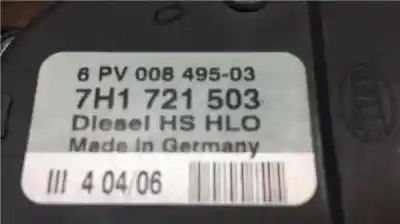 6 PV 008 495-03
7H1 721 503
Diesel HS HLO
Made in Germany
III 4 04/06